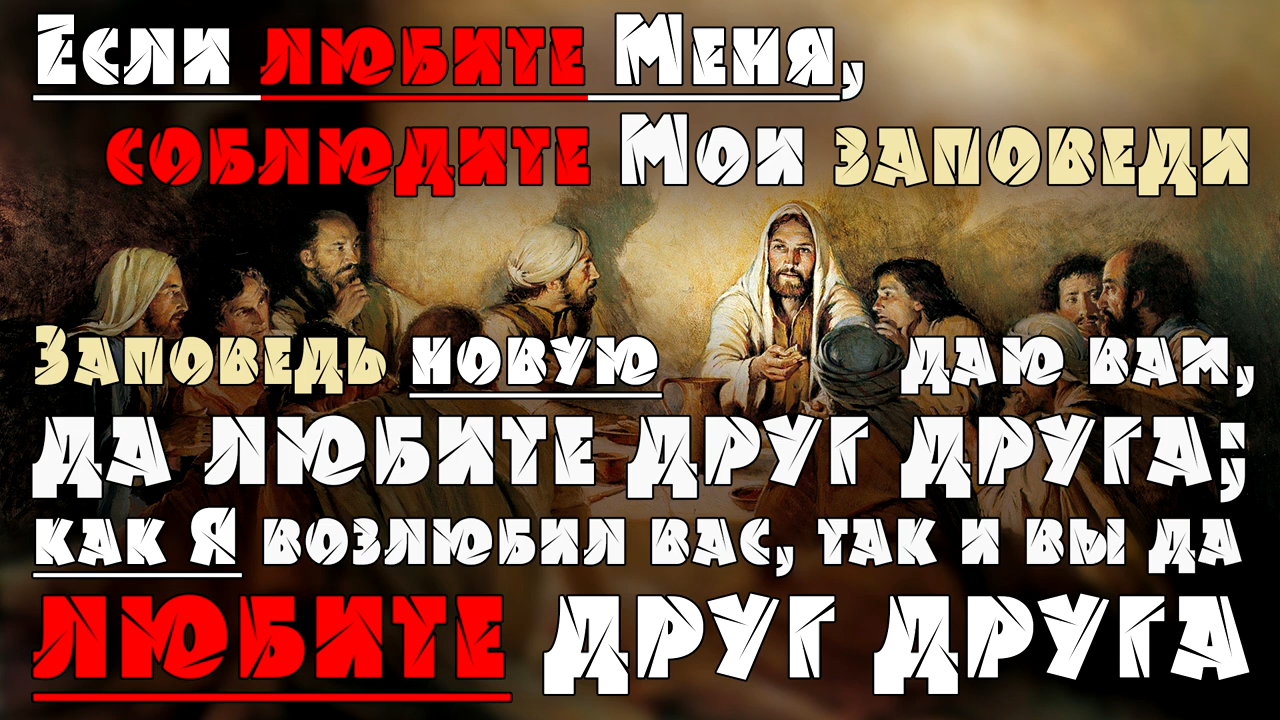 Если любите Меня,
соблюдите Мои заповеди
Заповедь новую даю вам,
ДА ЛЮБИТЕ ДРУГ ДРУГА;
как Я возлюбил вас, так и вы да
ЛЮБИТЕ ДРУГ ДРУГА